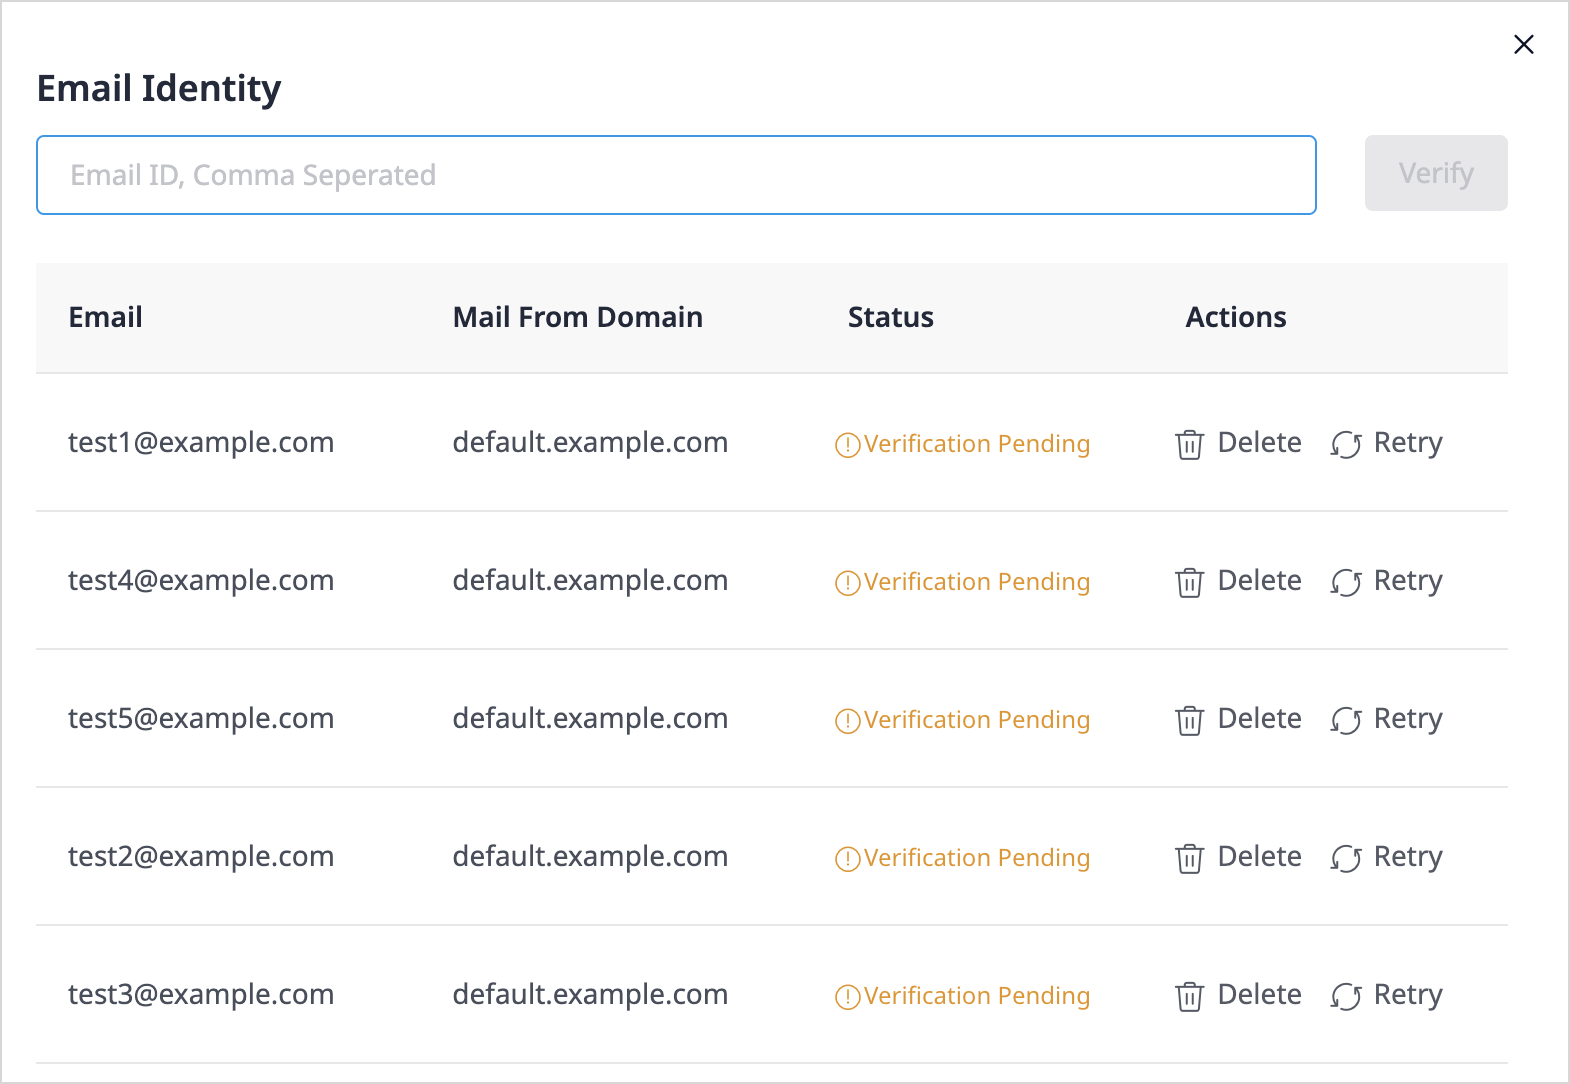 Email Identity
Email ID, Comma Seperated
Verify
Email Mail From Domain Status Actions
test1@example.com default.example.com Verification Pending Delete Retry
test4@example.com default.example.com Verification Pending Delete Retry
test5@example.com default.example.com Verification Pending Delete Retry
test2@example.com default.example.com Verification Pending Delete Retry
test3@example.com default.example.com Verification Pending Delete Retry